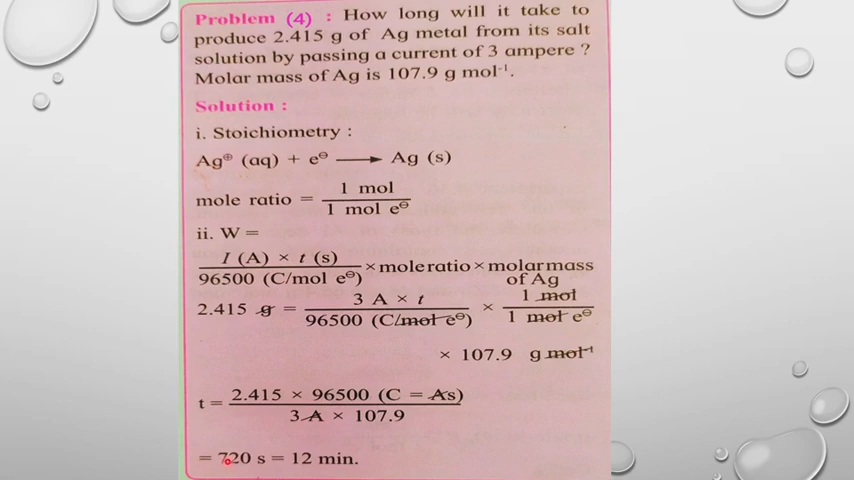 Problem (4) : How long will it take to
produce 2.415 g of Ag metal from its salt
solution by passing a current of 3 ampere ?
Molar mass of Ag is 107.9 g mol⁻¹.
Solution :
i. Stoichiometry :
Ag⊕ (aq) + e⊖ ⟶ Ag (s)
mole ratio = 1 mol / 1 mol e⊖
ii. W =
I (A) × t (s) / 96500 (C/mol e⊖) × mole ratio × molar mass
of Ag
2.415 g = 3 A × t / 96500 (C/mol e⊖) × 1 mol / 1 mol e⊖
× 107.9 g mol⁻¹
t = 2.415 × 96500 (C = As) / 3 A × 107.9
= 720 s = 12 min.